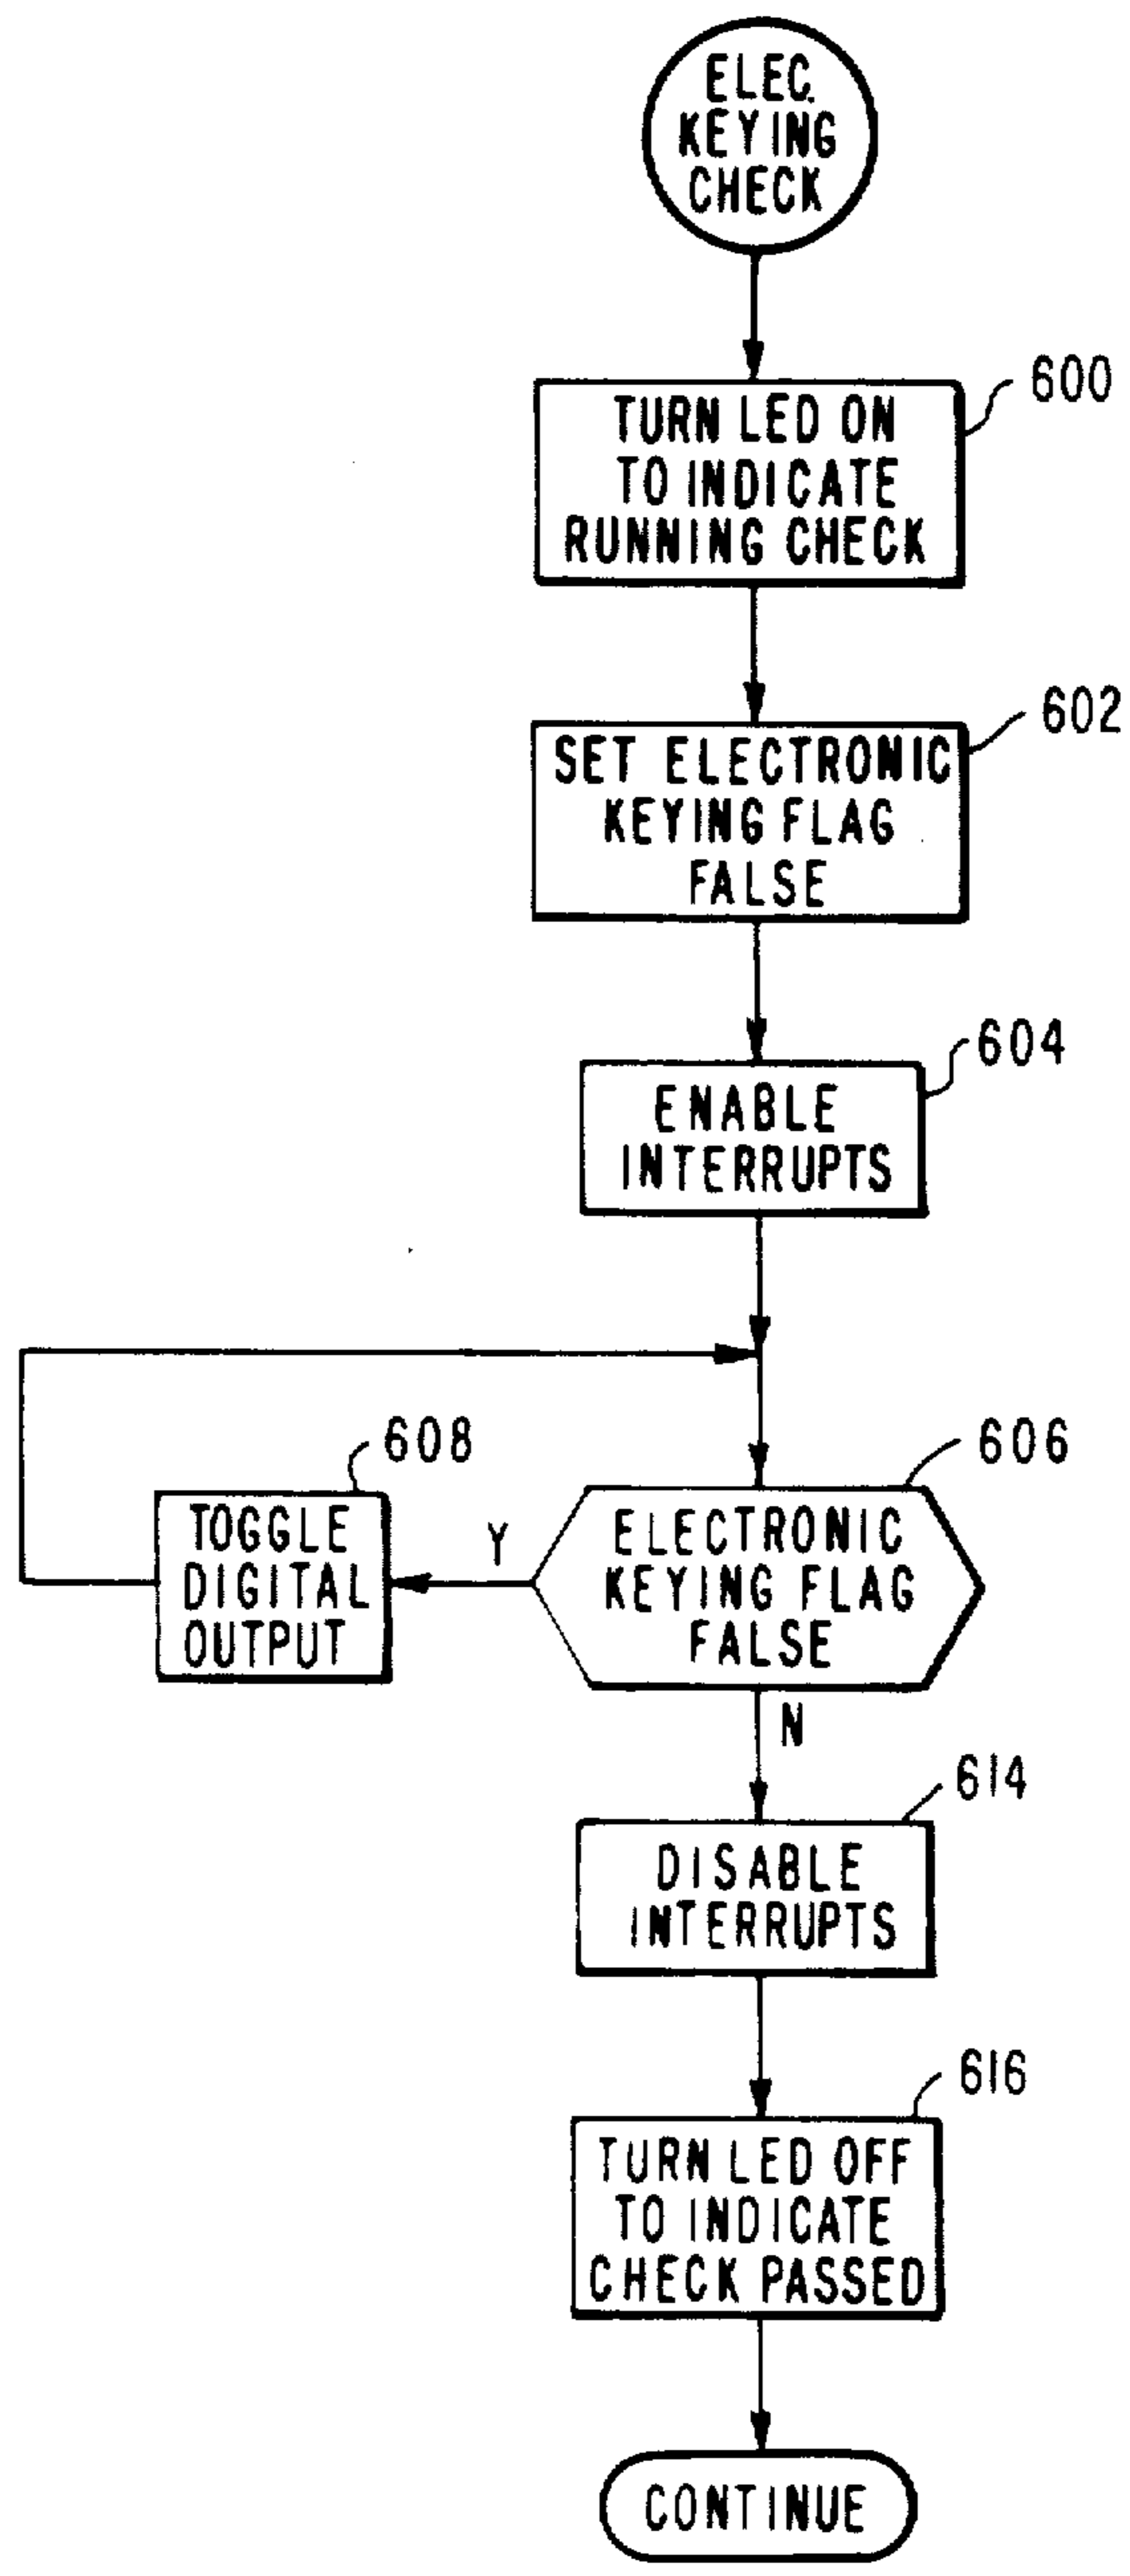 ELEC.
KEYING
CHECK
600
TURN LED ON
TO INDICATE
RUNNING CHECK
602
SET ELECTRONIC
KEYING FLAG
FALSE
604
ENABLE
INTERRUPTS
608
TOGGLE
DIGITAL
OUTPUT
Y
606
ELECTRONIC
KEYING FLAG
FALSE
N
614
DISABLE
INTERRUPTS
616
TURN LED OFF
TO INDICATE
CHECK PASSED
CONTINUE